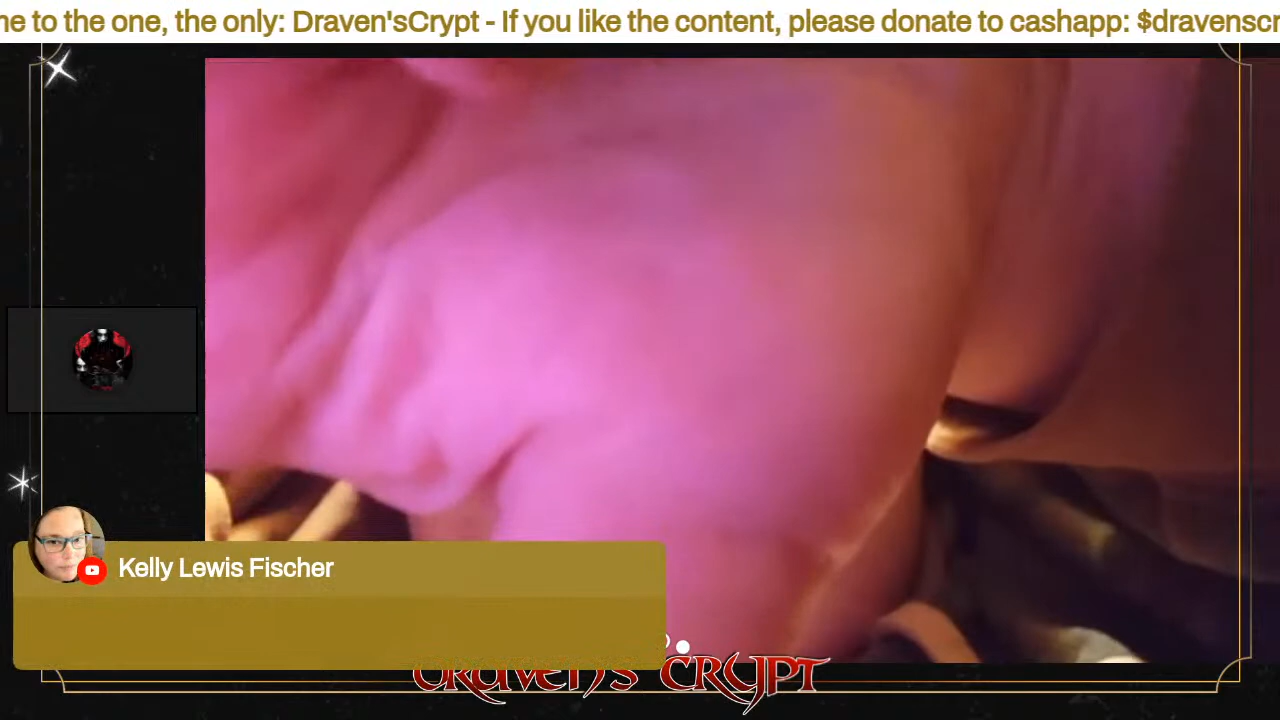 ne to the one, the only: Draven'sCrypt - If you like the content, please donate to cashapp: $dravenscr
Kelly Lewis Fischer
Draven's Crypt